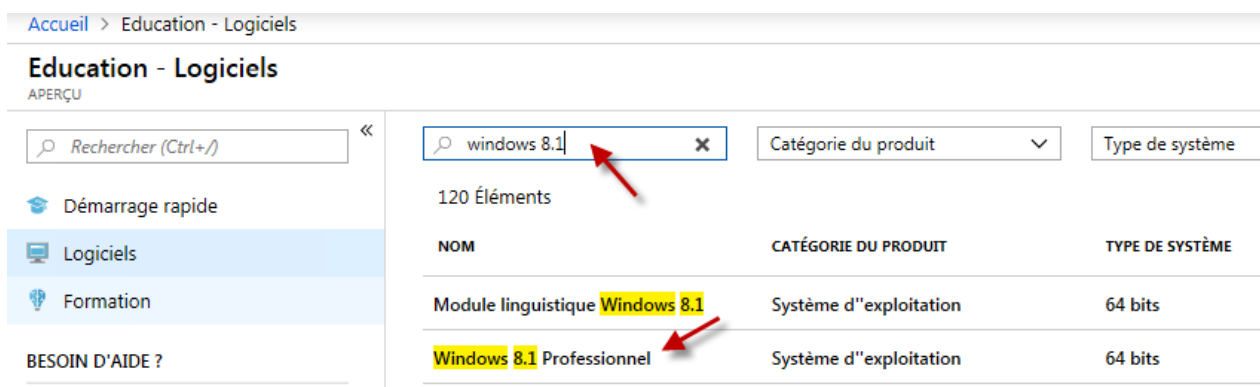 Accueil > Education - Logiciels
Education - Logiciels
APERÇU
Rechercher (Ctrl+/)
«
windows 8.1
Catégorie du produit
Type de système
120 Éléments
Démarrage rapide
Logiciels
Formation
BESOIN D'AIDE ?
NOM
CATÉGORIE DU PRODUIT
TYPE DE SYSTÈME
Module linguistique Windows 8.1
Système d"exploitation
64 bits
Windows 8.1 Professionnel
Système d"exploitation
64 bits